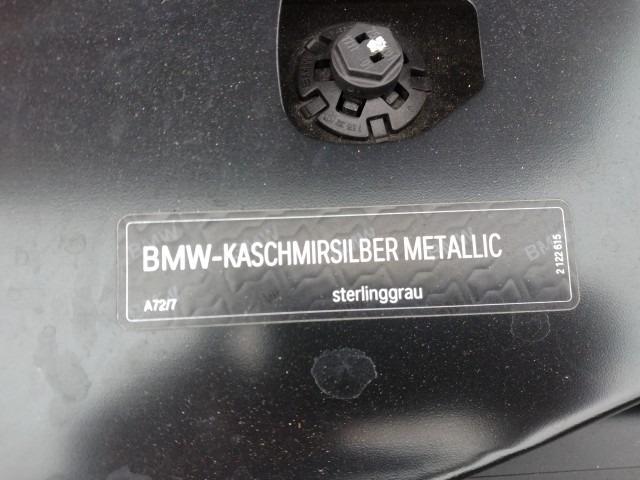 BMW-KASCHMIRSILBER METALLIC
A72/7
sterlinggrau
2 122 615